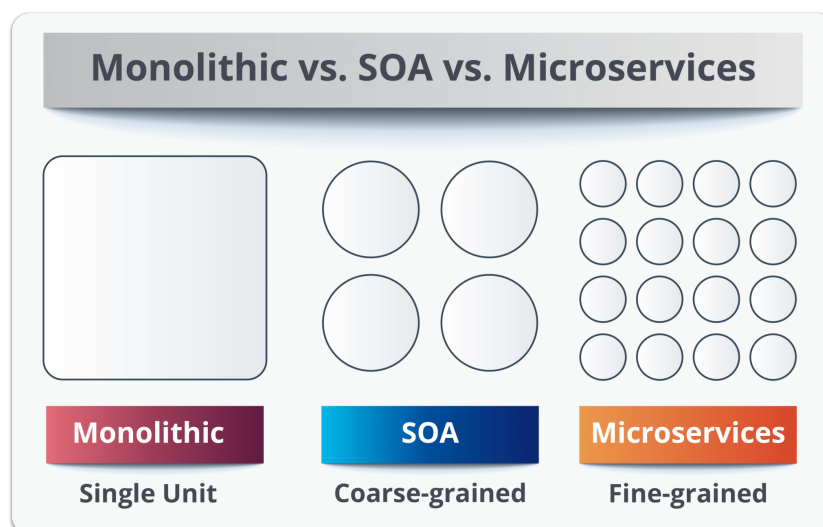 Monolithic vs. SOA vs. Microservices
Monolithic
SOA
Microservices
Single Unit
Coarse-grained
Fine-grained